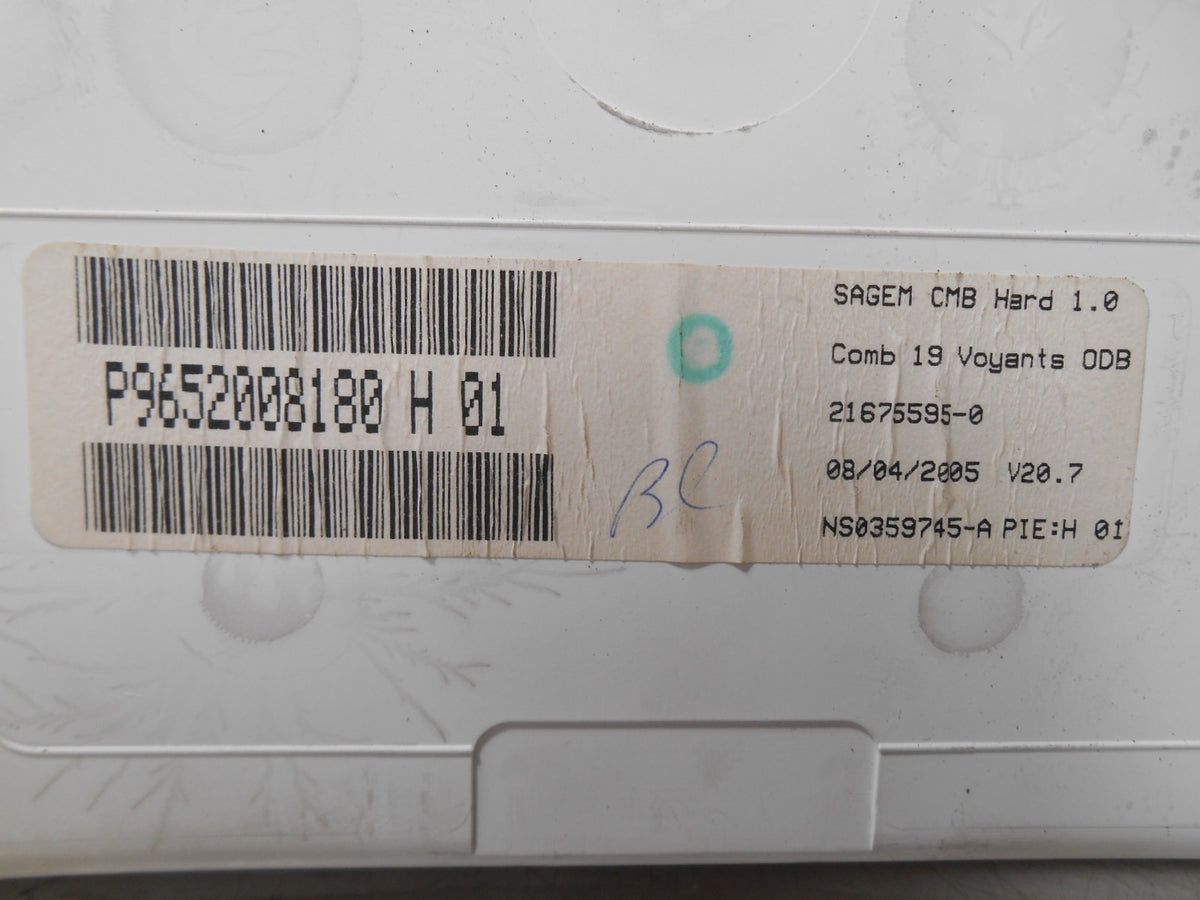 P9652008180 H 01
SAGEM CMB Hard 1.0
Comb 19 Voyants ODB
21675595-0
08/04/2005 V20.7
NS0359745-A PIE:H 01